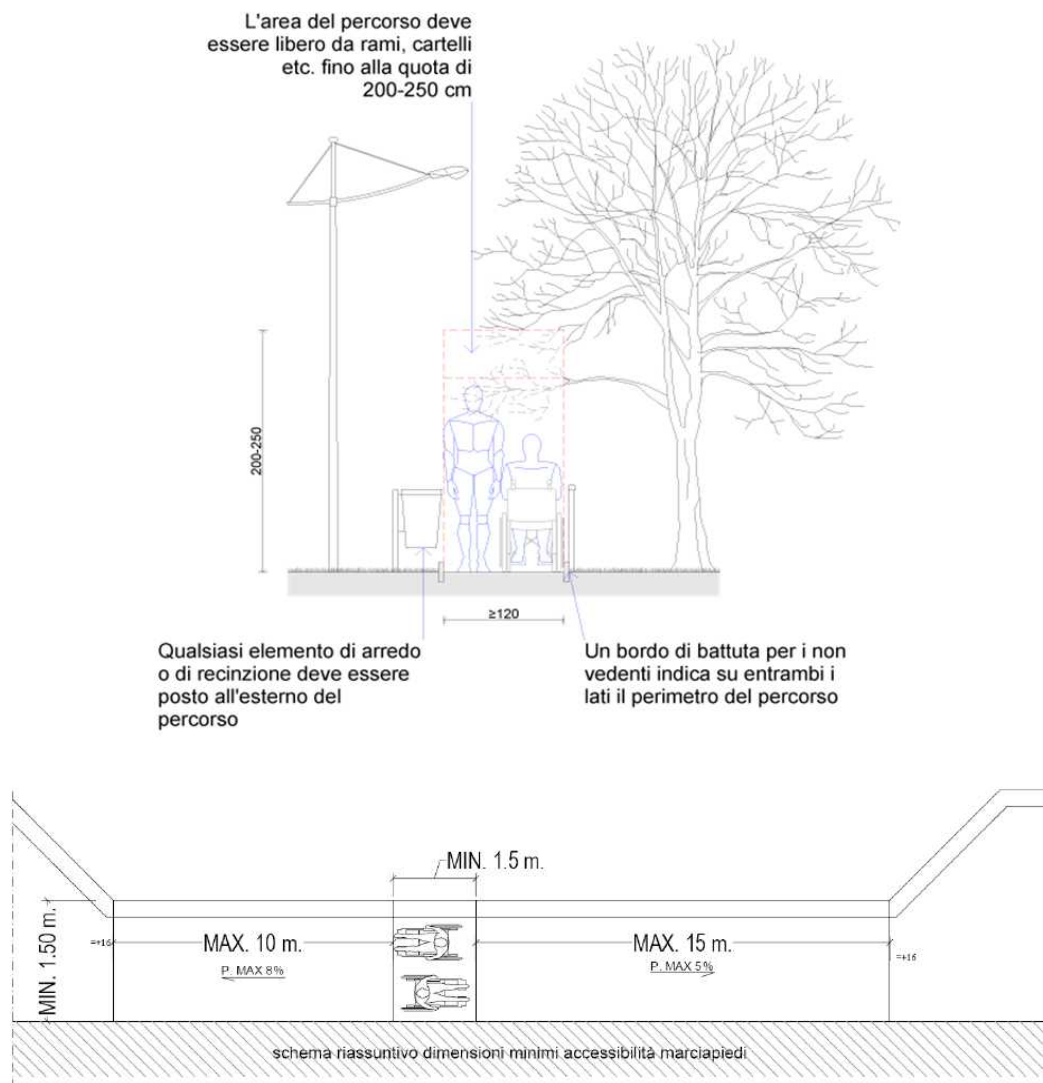 L'area del percorso deve
essere libero da rami, cartelli
etc. fino alla quota di
200-250 cm
200-250
≥120
Qualsiasi elemento di arredo
o di recinzione deve essere
posto all'esterno del
percorso
Un bordo di battuta per i non
vedenti indica su entrambi i
lati il perimetro del percorso
MIN. 1.5 m.
MIN. 1.50 m.
=+16
MAX. 10 m.
P. MAX 8%
MAX. 15 m.
P. MAX 5%
=+16
schema riassuntivo dimensioni minimi accessibilità marciapiedi